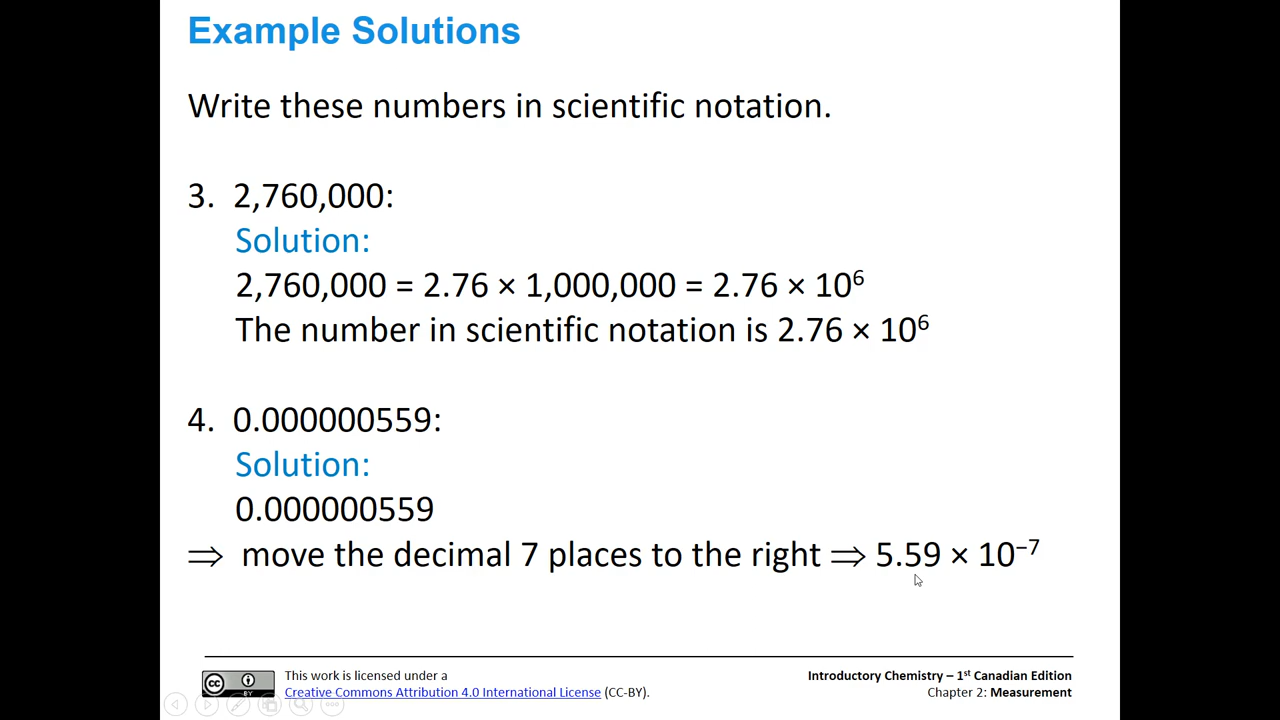 Example Solutions
Write these numbers in scientific notation.
3. 2,760,000:
Solution:
2,760,000 = 2.76 × 1,000,000 = 2.76 × 10⁶
The number in scientific notation is 2.76 × 10⁶
4. 0.000000559:
Solution:
0.000000559
⇒ move the decimal 7 places to the right ⇒ 5.59 × 10⁻⁷
cc BY
This work is licensed under a
Creative Commons Attribution 4.0 International License (CC-BY).
Introductory Chemistry – 1ˢᵗ Canadian Edition
Chapter 2: Measurement